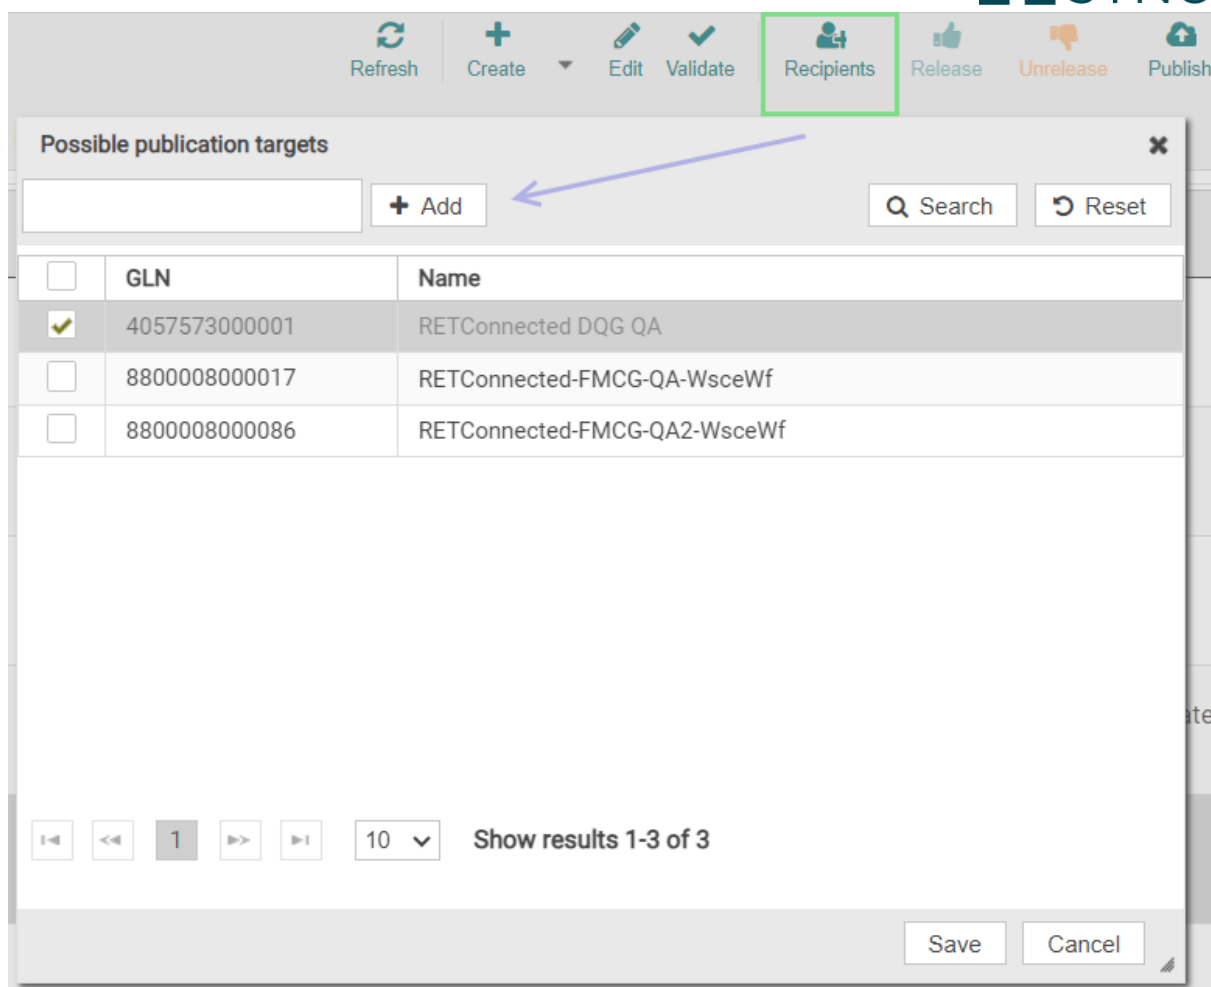 Refresh Create Edit Validate Recipients Release Unrelease Publish
Possible publication targets
Add Search Reset
GLN Name
4057573000001 RETConnected DQG QA
8800008000017 RETConnected-FMCG-QA-WsceWf
8800008000086 RETConnected-FMCG-QA2-WsceWf
1 10 Show results 1-3 of 3
Save Cancel